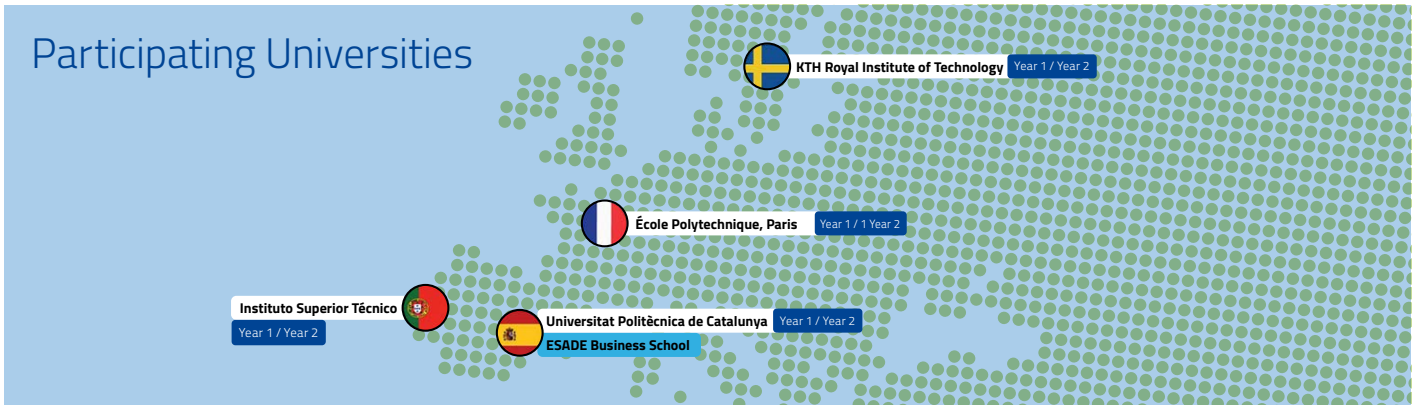 Participating Universities
KTH Royal Institute of Technology Year 1 / Year 2
École Polytechnique, Paris Year 1 / 1 Year 2
Instituto Superior Técnico
Year 1 / Year 2
Universitat Politècnica de Catalunya Year 1 / Year 2
ESADE Business School